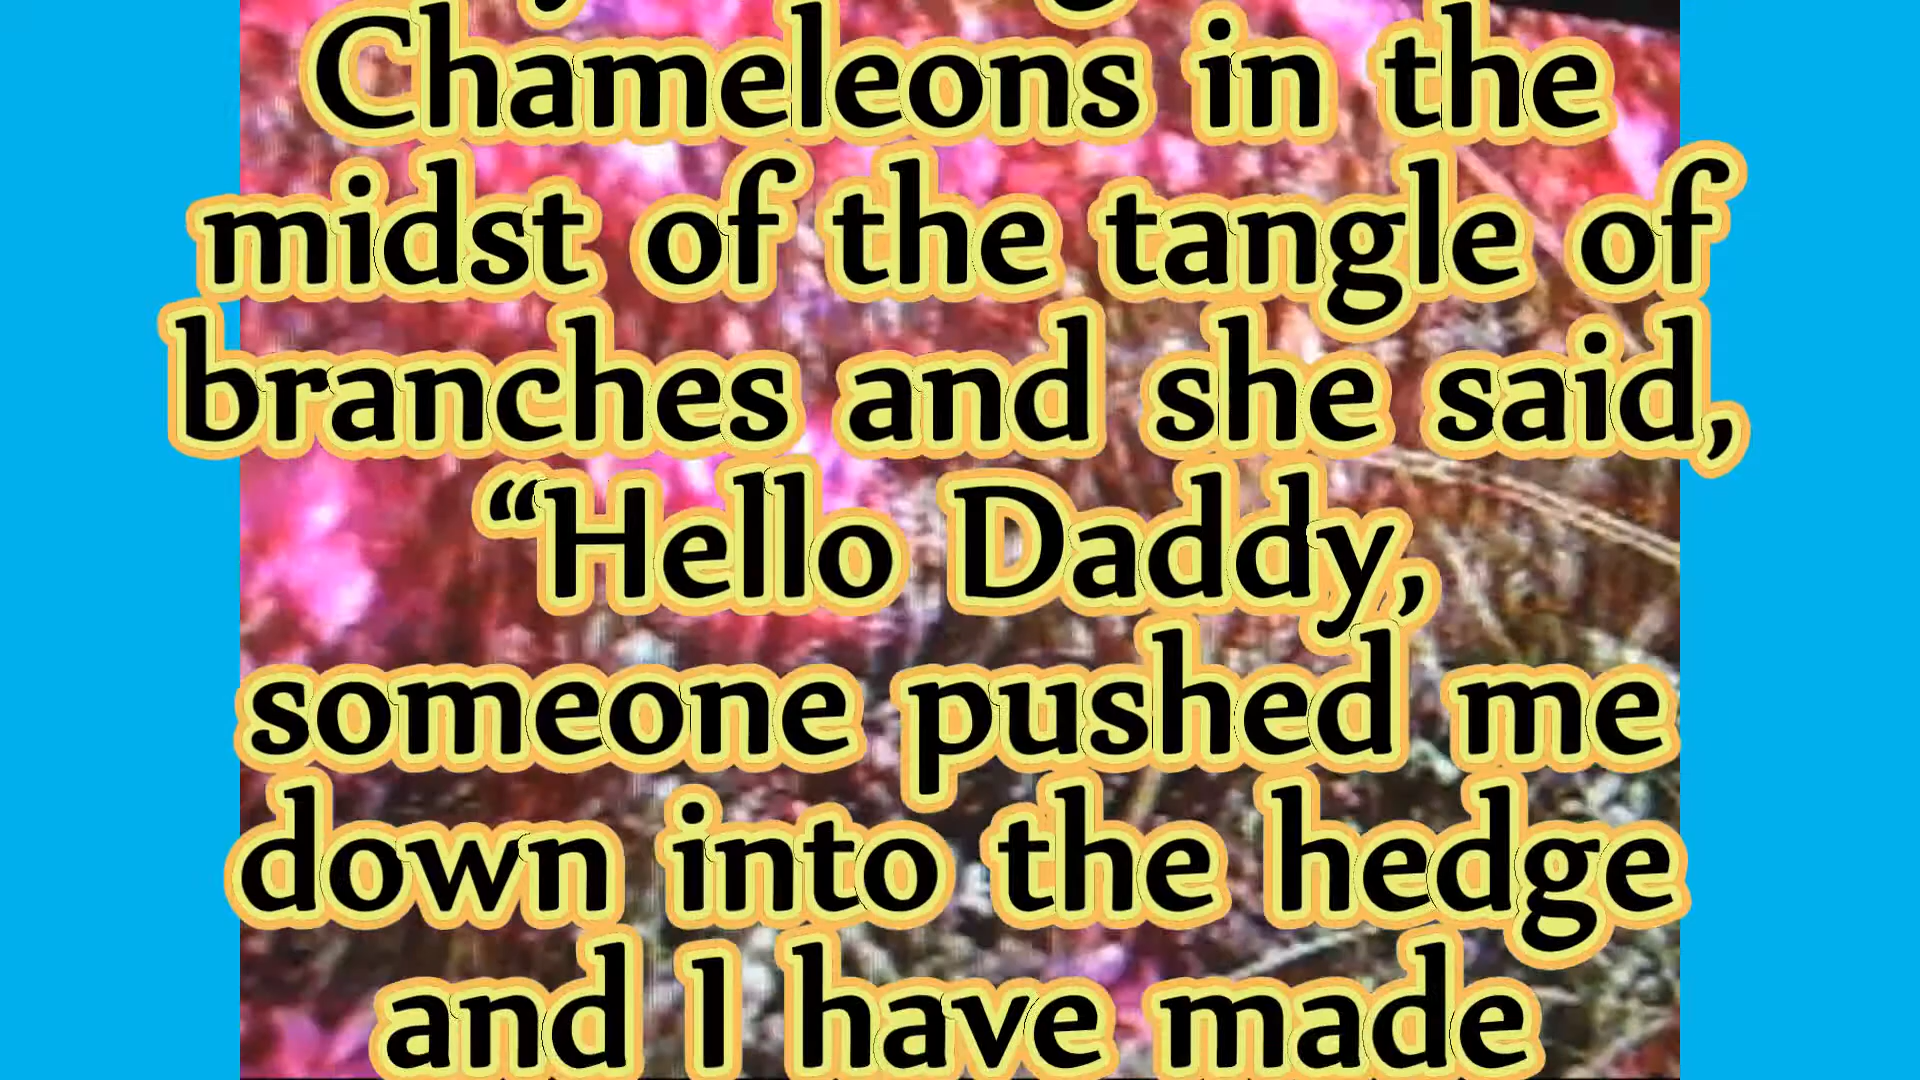 Chameleons in the
midst of the tangle of
branches and she said,
“Hello Daddy,
someone pushed me
down into the hedge
and I have made